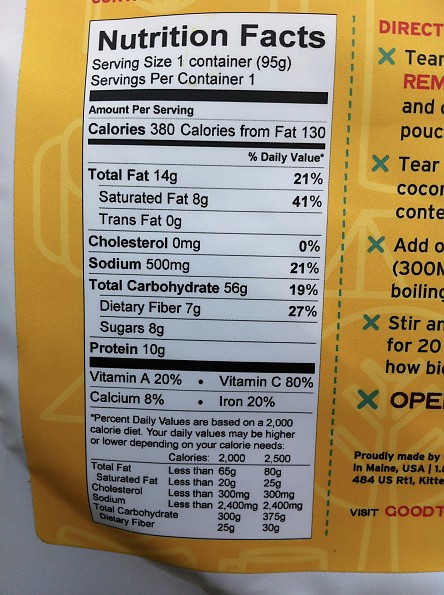 Nutrition Facts
Serving Size 1 container (95g)
Servings Per Container 1
Amount Per Serving
Calories 380 Calories from Fat 130
% Daily Value*
Total Fat 14g 21%
Saturated Fat 8g 41%
Trans Fat 0g
Cholesterol 0mg 0%
Sodium 500mg 21%
Total Carbohydrate 56g 19%
Dietary Fiber 7g 27%
Sugars 8g
Protein 10g
Vitamin A 20% • Vitamin C 80%
Calcium 8% • Iron 20%
*Percent Daily Values are based on a 2,000
calorie diet. Your daily values may be higher
or lower depending on your calorie needs:
Calories: 2,000 2,500
Total Fat Less than 65g 80g
Saturated Fat Less than 20g 25g
Cholesterol Less than 300mg 300mg
Sodium Less than 2,400mg 2,400mg
Total Carbohydrate 300g 375g
Dietary Fiber 25g 30g
DIRECT
Tear
REM
and
pouc
Tear
cocon
conte
Add
(300M
boiling
Stir an
for 20
how
OPE
Proudly made by
in Maine, USA | 1.8
484 US Rt1, Kitte
VISIT GOODT